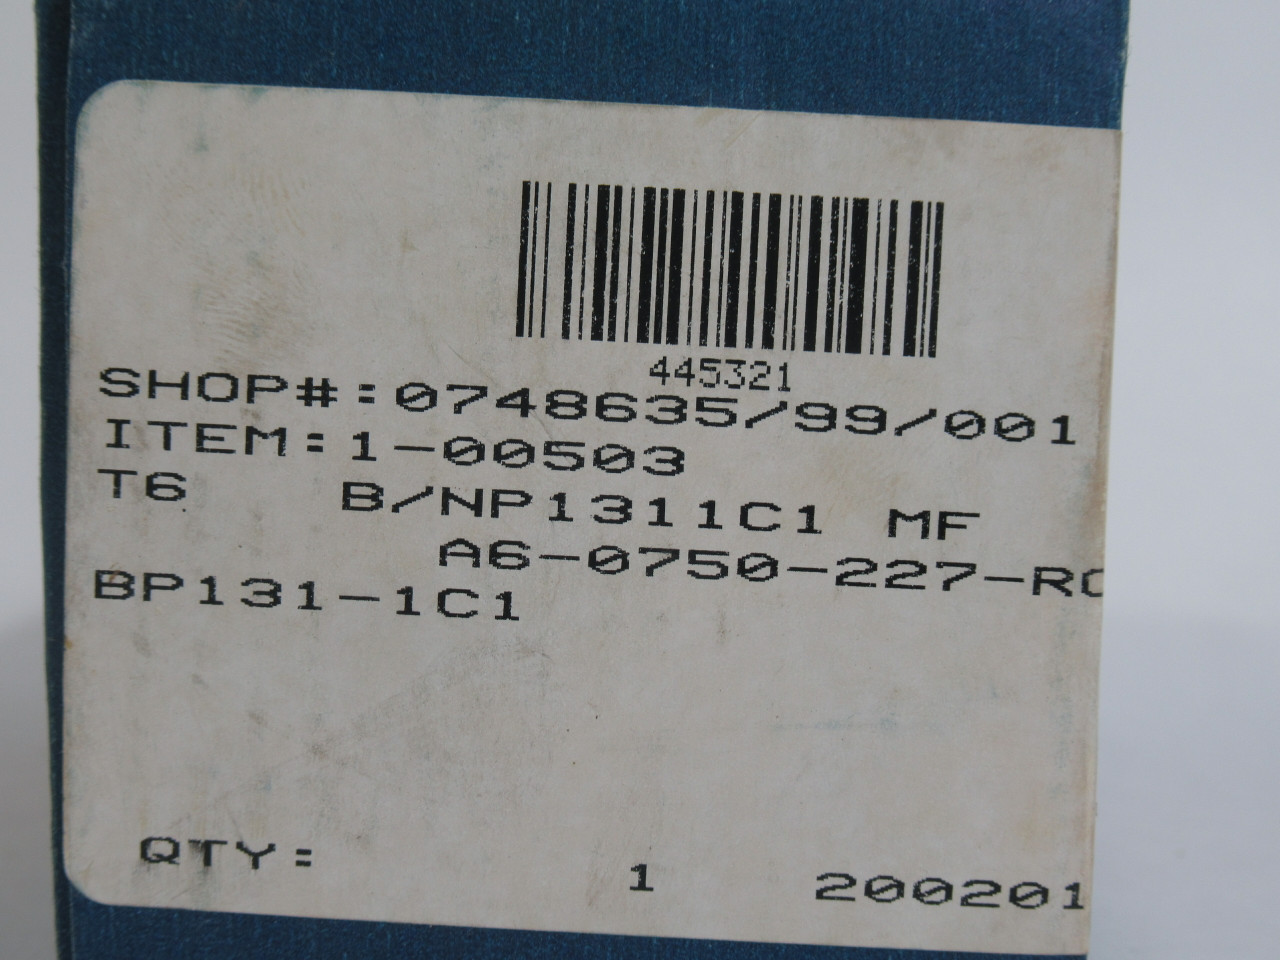 445321
SHOP#:0748635/99/001
ITEM:1-00503
T6 B/NP1311C1 MF
A6-0750-227-RC
BP131-1C1
QTY: 1 200201